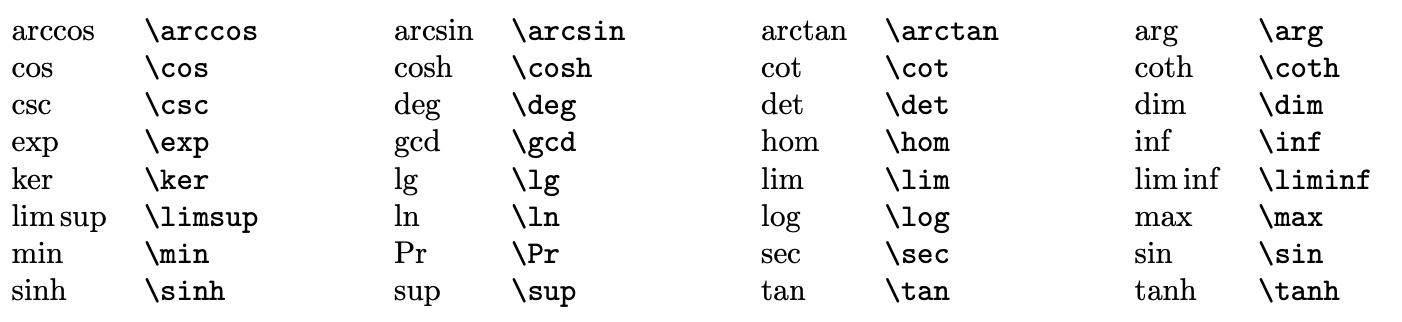 arccos \arccos arcsin \arcsin arctan \arctan arg \arg
cos \cos cosh \cosh cot \cot coth \coth
csc \csc deg \deg det \det dim \dim
exp \exp gcd \gcd hom \hom inf \inf
ker \ker lg \lg lim \lim lim inf \liminf
lim sup \limsup ln \ln log \log max \max
min \min Pr \Pr sec \sec sin \sin
sinh \sinh sup \sup tan \tan tanh \tanh